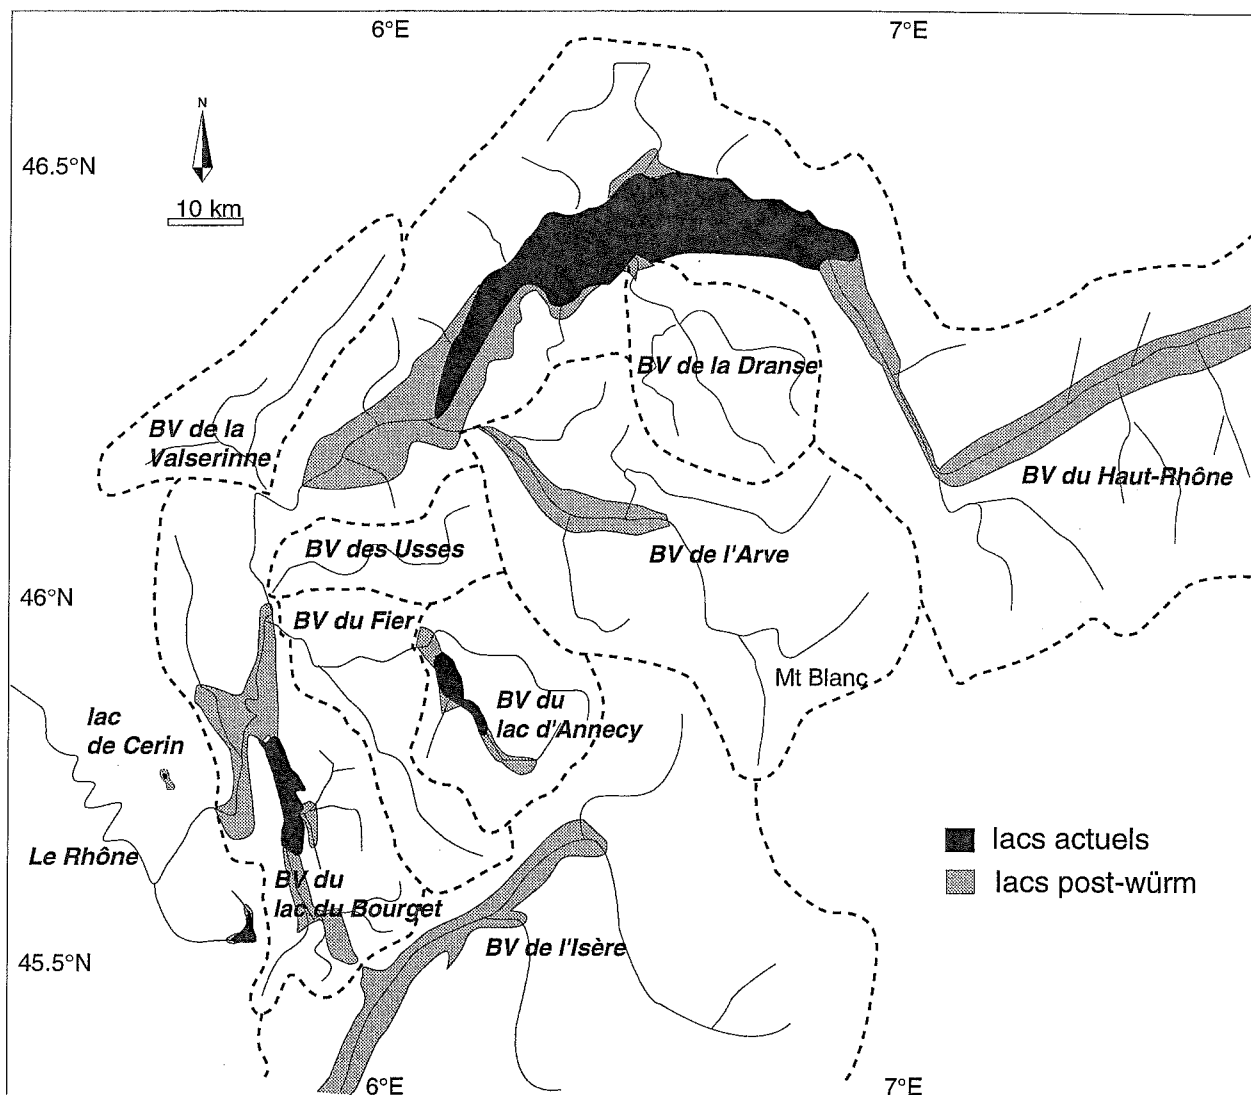 6°E
7°E
N
46.5°N
10 km
BV de la Dranse
BV de la
Valserinne
BV du Haut-Rhône
BV des Usses
BV de l'Arve
46°N
BV du Fier
Mt Blanc
BV du
lac d'Annecy
lac
de Cerin
lacs actuels
Le Rhône
lacs post-würm
BV du
lac du Bourget
BV de l'Isère
45.5°N
6°E
7°E